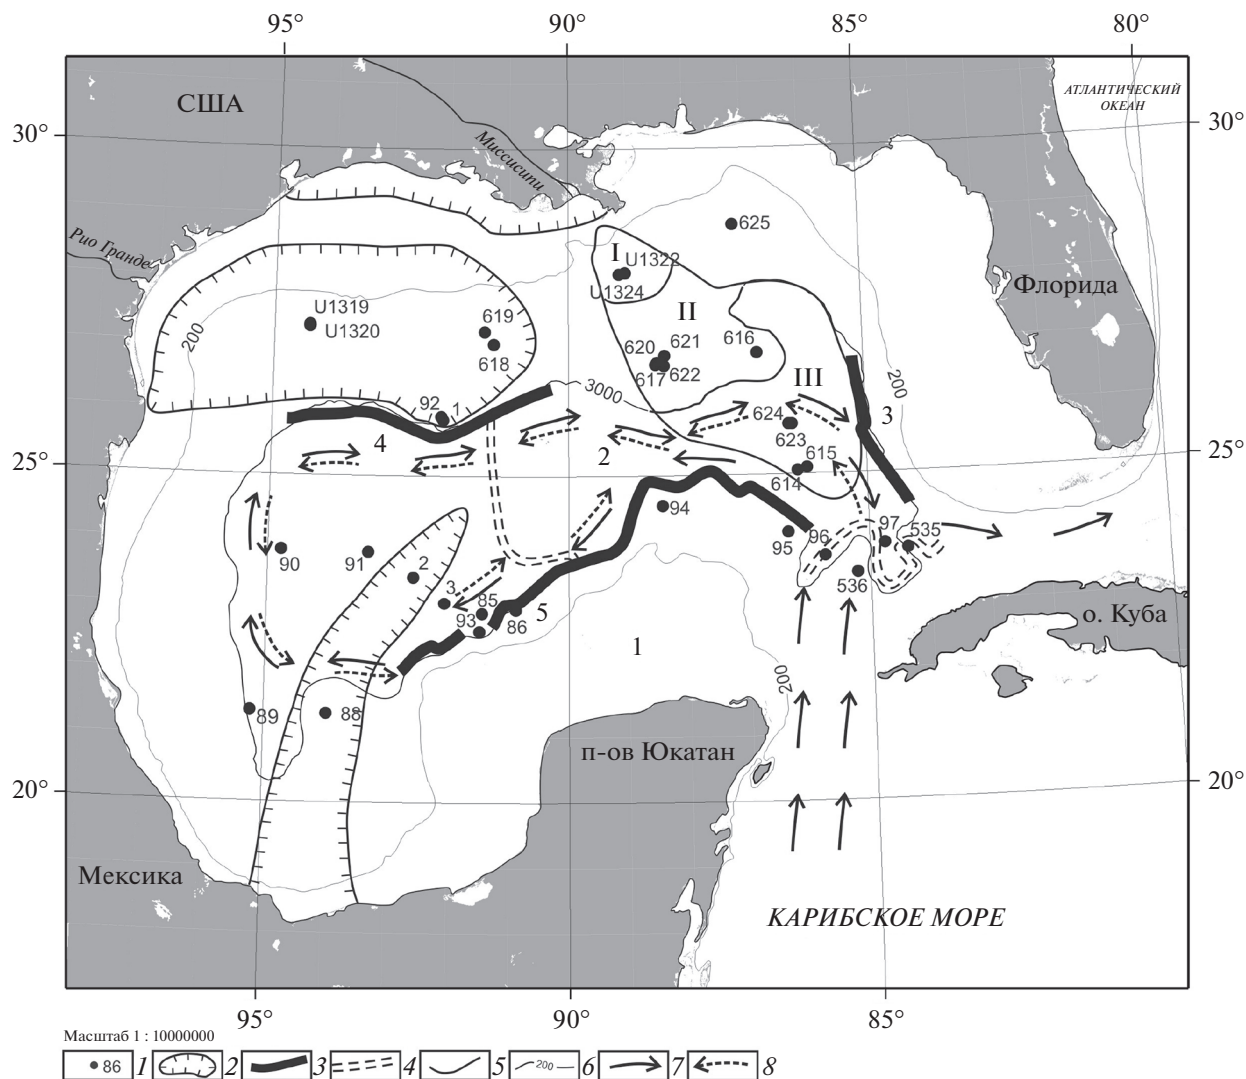 95° 90° 85° 80°
США
АТЛАНТИЧЕСКИЙ
ОКЕАН
30° 30°
Миссисипи
Рио Гранде
625
I
U1322
U1324
Флорида
U1319
U1320
II
619
618
620 621
616
617 622
200
3000
III
200
92 1
624
623
3
4
2
615
614
25° 25°
94
97 535
95 96
90
91
2
536
3
85
93
86
5
о. Куба
1
200
89
88
п-ов Юкатан
20° 20°
Мексика
КАРИБСКОЕ МОРЕ
95° 90° 85°
Масштаб 1 : 10000000
86 1 2 3 4 5 200 6 7 8